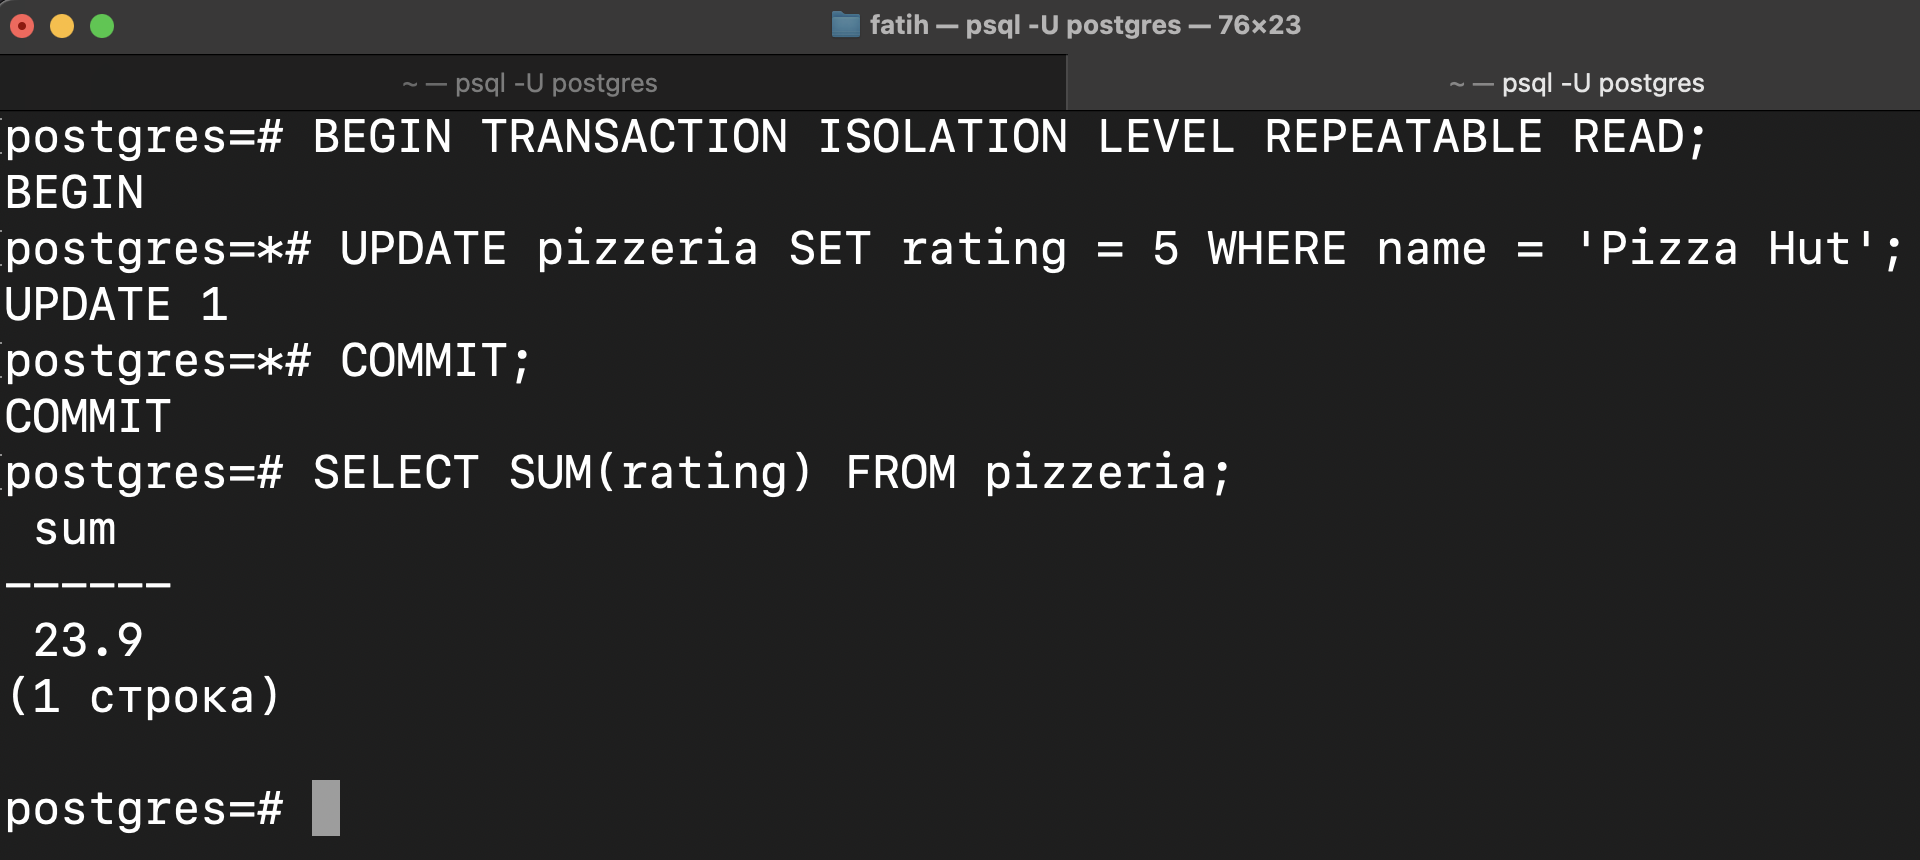 fatih — psql -U postgres — 76×23
~ — psql -U postgres
~ — psql -U postgres
postgres=# BEGIN TRANSACTION ISOLATION LEVEL REPEATABLE READ;
BEGIN
postgres=*# UPDATE pizzeria SET rating = 5 WHERE name = 'Pizza Hut';
UPDATE 1
postgres=*# COMMIT;
COMMIT
postgres=# SELECT SUM(rating) FROM pizzeria;
sum
------
23.9
(1 строка)
postgres=#